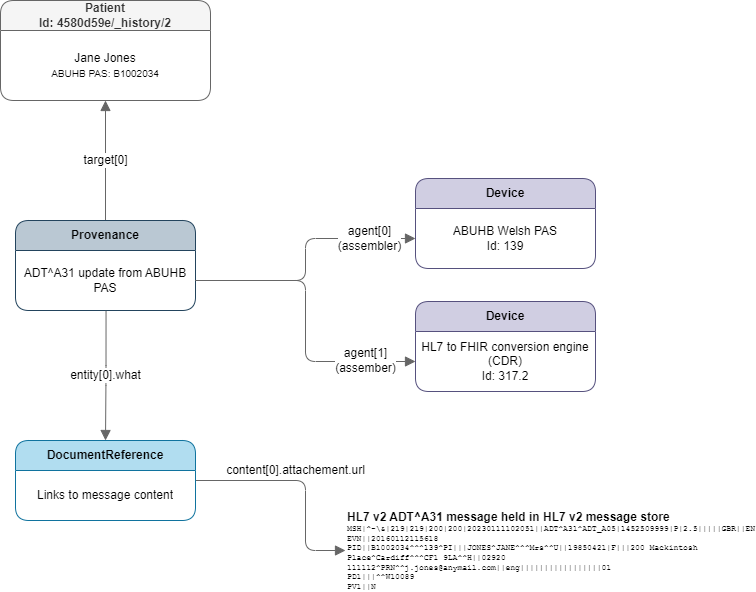 Patient
Id: 4580d59e/_history/2
Jane Jones
ABUHB PAS: B1002034
target[0]
Provenance
ADT^A31 update from ABUHB
PAS
agent[0]
(assembler)
Device
ABUHB Welsh PAS
Id: 139
agent[1]
(assember)
Device
HL7 to FHIR conversion engine
(CDR)
Id: 317.2
entity[0].what
DocumentReference
Links to message content
content[0].attachement.url
HL7 v2 ADT^A31 message held in HL7 v2 message store
MSH|^~\&|219|219|200|200|20230111102051||ADT^A31^ADT_A05|1452509999|P|2.5|||||GBR||EN
EVN||20160112115618
PID||B1002034^^^139^PI|||JONES^JANE^^^Mrs^^U||19850421|F|||200 Mackintosh
Place^Cardiff^^^CF1 9LA^^H||02920
111112^PRN^^j.jones@anymail.com||eng||||||||||||||||01
PD1|||^^W10089
PV1||N